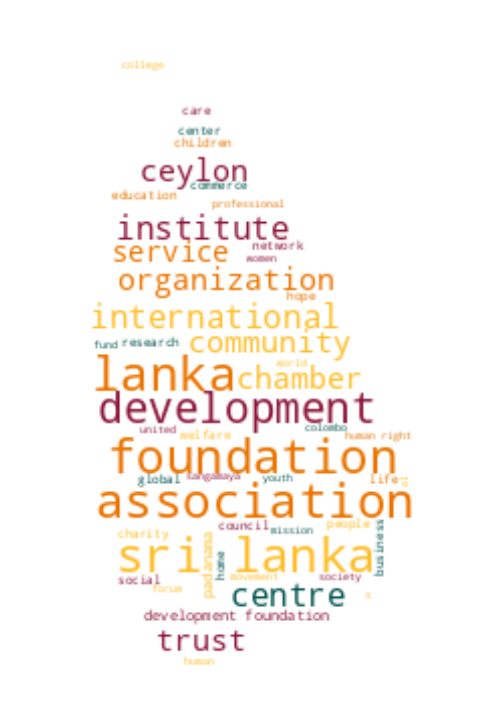 college
care
center
children
ceylon
commerce
education
professional
institute
service network
women
organization
hope
international
community
fund research
world
lanka chamber
development
united colombo
welfare human right
foundation
sangamaya
global youth life
association
council mission people
charity business
padanama
sri lanka
home
social movement society
forum
centre
development foundation
trust
human